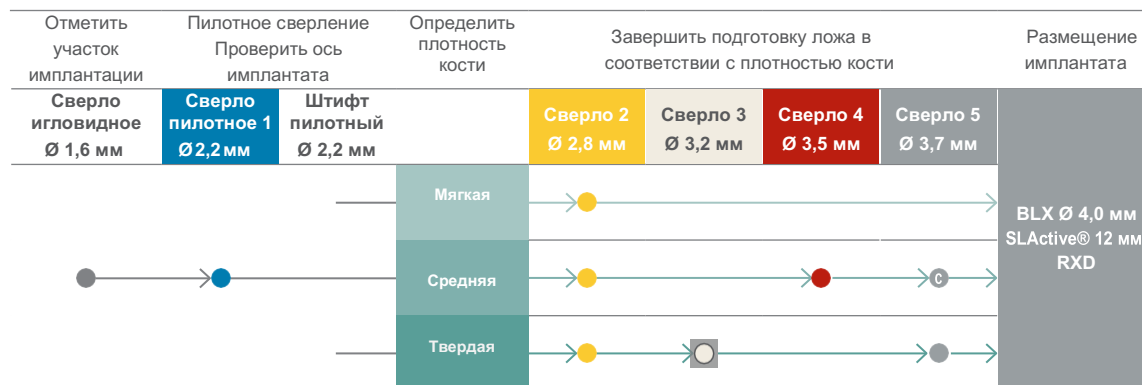 Отметить
участок
имплантации
Пилотное сверление
Проверить ось
имплантата
Определить
плотность
кости
Завершить подготовку ложа в
соответствии с плотностью кости
Размещение
имплантата
Сверло
игловидное
Ø 1,6 мм
Сверло
пилотное 1
Ø 2,2 мм
Штифт
пилотный
Ø 2,2 мм
Сверло 2
Ø 2,8 мм
Сверло 3
Ø 3,2 мм
Сверло 4
Ø 3,5 мм
Сверло 5
Ø 3,7 мм
Мягкая
BLX Ø 4,0 мм
SLActive® 12 мм
RXD
Средняя
C
Твердая